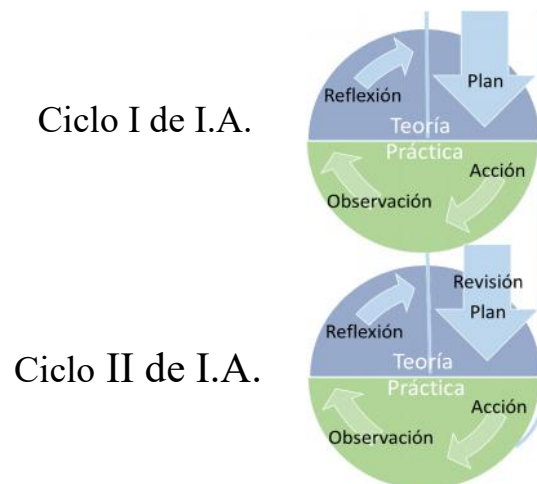 Ciclo I de I.A.
Reflexión
Plan
Teoría
Práctica
Acción
Observación
Ciclo II de I.A.
Revisión
Plan
Reflexión
Teoría
Práctica
Acción
Observación